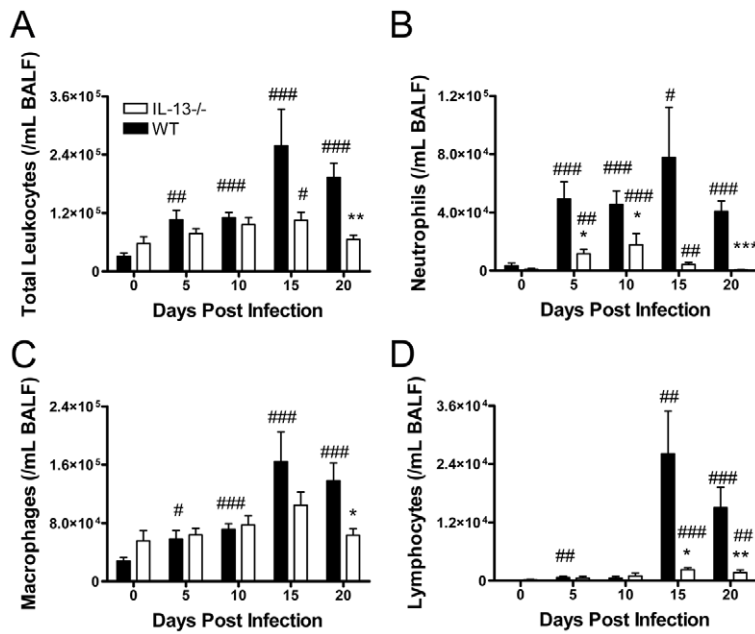 A
Total Leukocytes (/mL BALF)
3.6×10⁵
2.4×10⁵
1.2×10⁵
0
IL-13-/-
WT
## ### ### # ### **
0 5 10 15 20
Days Post Infection
B
Neutrophils (/mL BALF)
1.2×10⁵
8.0×10⁴
4.0×10⁴
0
### ## * ### ### * # ## ### ***
0 5 10 15 20
Days Post Infection
C
Macrophages (/mL BALF)
2.4×10⁵
1.6×10⁵
8.0×10⁴
0
# ### ### ### *
0 5 10 15 20
Days Post Infection
D
Lymphocytes (/mL BALF)
3.6×10⁴
2.4×10⁴
1.2×10⁴
0
## ## ### * ### ## **
0 5 10 15 20
Days Post Infection